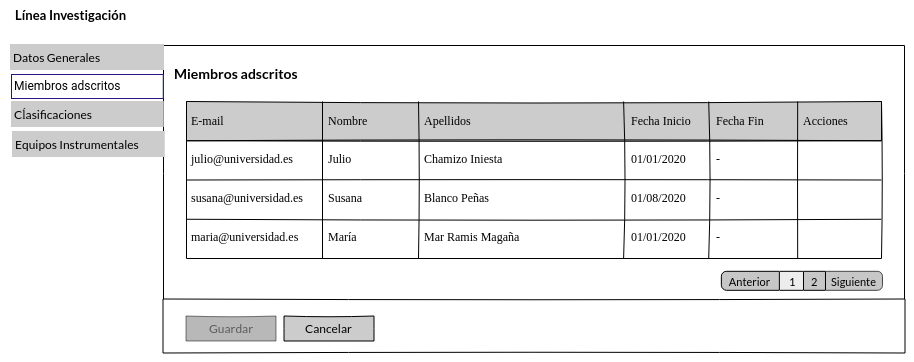 Línea Investigación
Datos Generales
Miembros adscritos
Clasificaciones
Equipos Instrumentales
Miembros adscritos
E-mail Nombre Apellidos Fecha Inicio Fecha Fin Acciones
julio@universidad.es Julio Chamizo Iniesta 01/01/2020 -
susana@universidad.es Susana Blanco Peñas 01/08/2020 -
maria@universidad.es María Mar Ramis Magaña 01/01/2020 -
Anterior 1 2 Siguiente
Guardar Cancelar